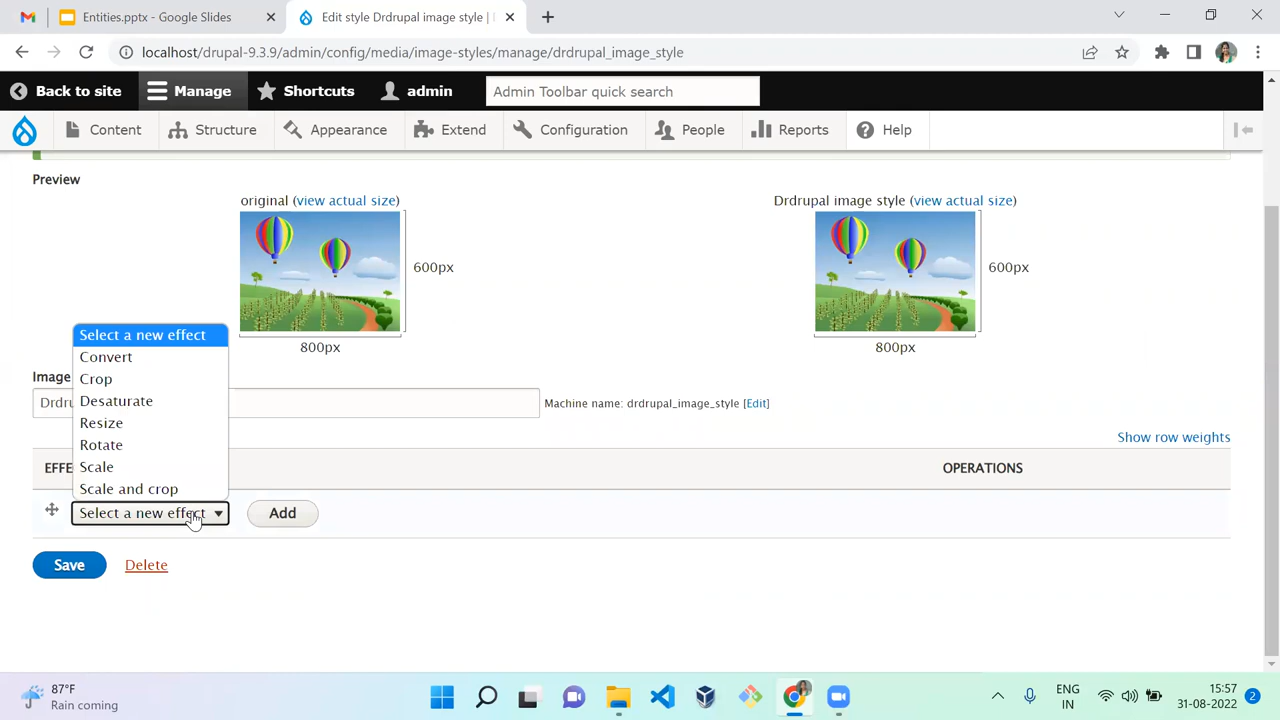 Entities.pptx - Google Slides
Edit style Drdrupal image style |
localhost/drupal-9.3.9/admin/config/media/image-styles/manage/drdrupal_image_style
Back to site
Manage
Shortcuts
admin
Admin Toolbar quick search
Content
Structure
Appearance
Extend
Configuration
People
Reports
Help
Preview
original (view actual size)
Drdrupal image style (view actual size)
600px
600px
800px
800px
Select a new effect
Convert
Crop
Desaturate
Resize
Rotate
Scale
Scale and crop
Image
Drdru
Machine name: drdrupal_image_style [Edit]
Show row weights
EFFE
OPERATIONS
Select a new effect
Add
Save
Delete
87°F
Rain coming
ENG
IN
15:57
31-08-2022
2